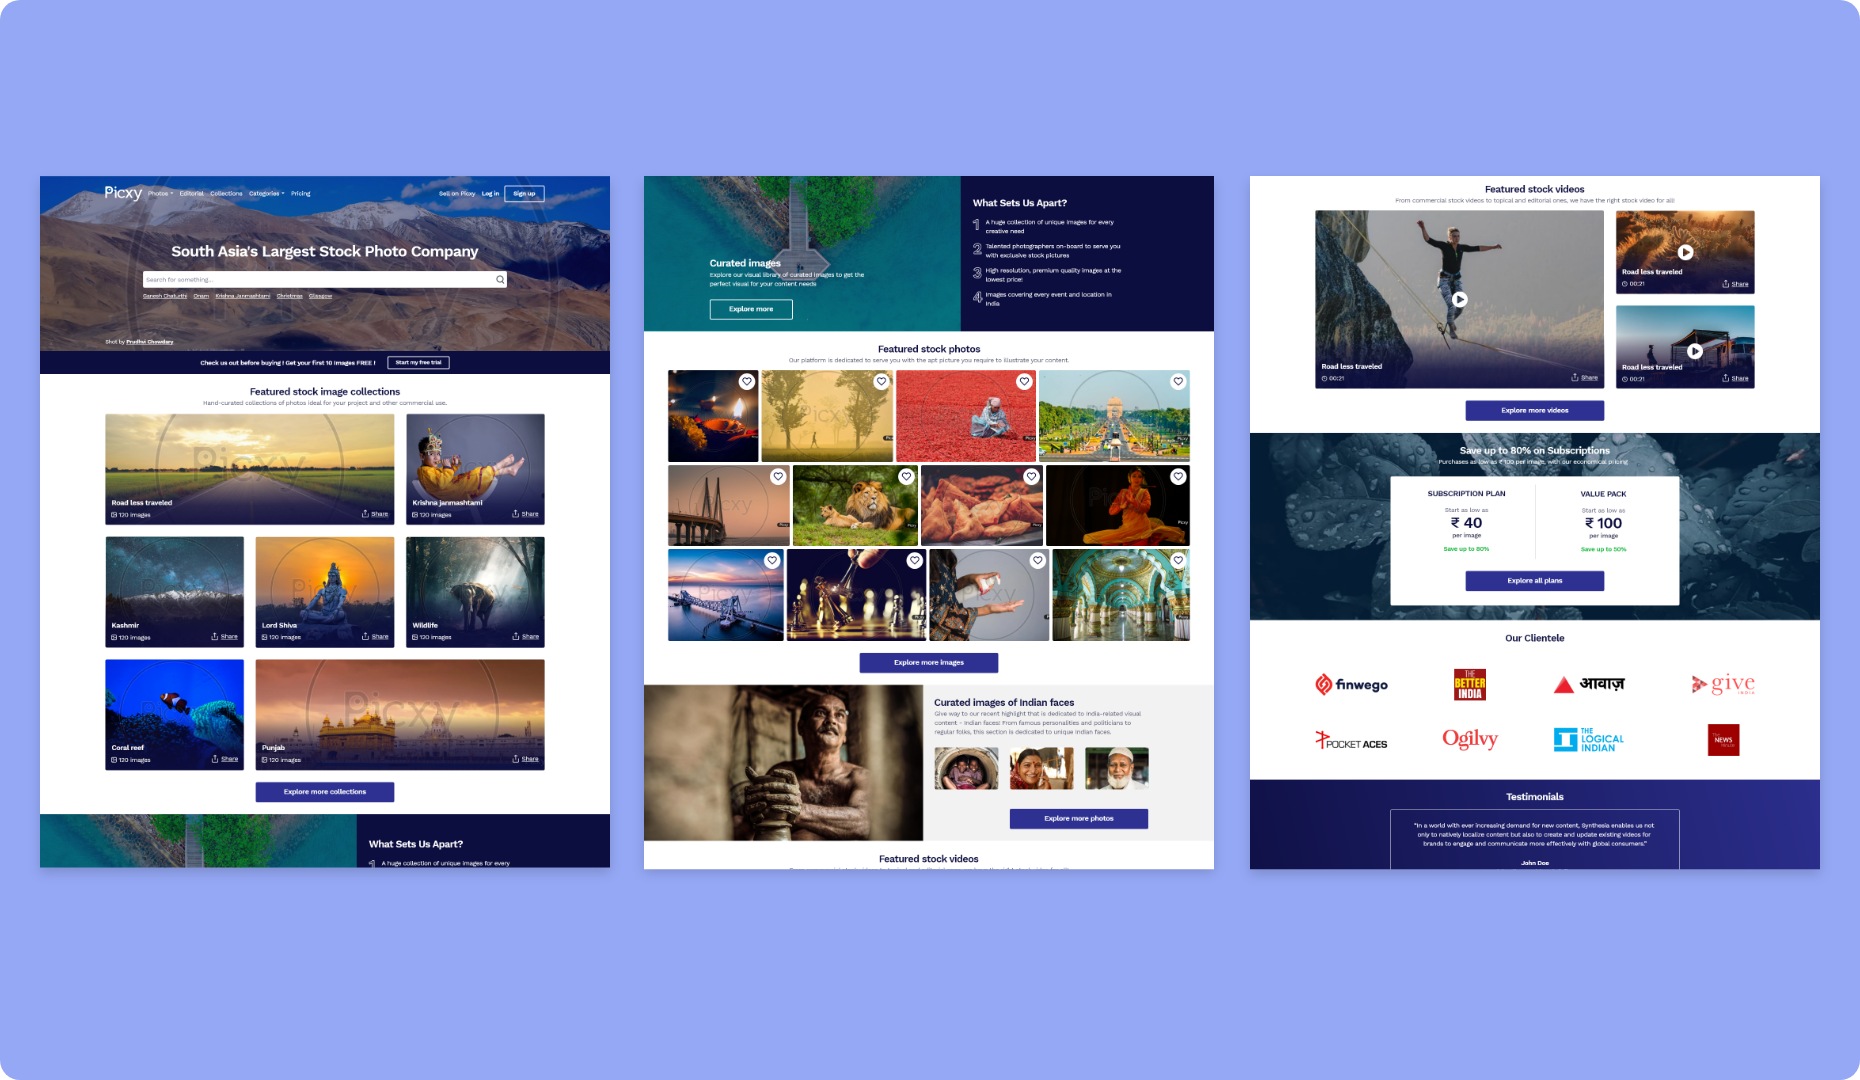 Picxy
Photos
Editorial
Collections
Categories
Pricing
Sell on Picxy
Log in
Sign up
South Asia's Largest Stock Photo Company
Search for something...
Ganesh Chaturthi
Onam
Krishna Janmashtami
Christmas
Glasgow
Shot by Prudhvi Chowdary
Check us out before buying ! Get your first 10 images FREE !
Start my free trial
Featured stock image collections
Hand-curated collections of photos ideal for your project and other commercial use.
Picxy
Road less traveled
120 images
Share
Krishna janmashtami
120 images
Share
Kashmir
120 images
Share
Lord Shiva
120 images
Share
Wildlife
120 images
Share
Coral reef
120 images
Share
Picxy
Punjab
120 images
Share
Explore more collections
What Sets Us Apart?
1
A huge collection of unique images for every
Curated images
Explore our visual library of curated images to get the
perfect visual for your content needs
Explore more
What Sets Us Apart?
1
A huge collection of unique images for every
creative need
2
Talented photographers on-board to serve you
with exclusive stock pictures
3
High resolution, premium quality images at the
lowest price!
4
Images covering every event and location in
India
Featured stock photos
Our platform is dedicated to serve you with the apt picture you require to illustrate your content.
Picxy
Picxy
Picxy
Picxy
Picxy
Explore more images
Curated images of Indian faces
Give way to our recent highlight that is dedicated to India-related visual
content - Indian faces! From famous personalities and politicians to
regular folks, this section is dedicated to unique Indian faces.
Explore more photos
Featured stock videos
Featured stock videos
From commercial stock videos to topical and editorial ones, we have the right stock video for all!
Road less traveled
00:21
Share
Road less traveled
00:21
Share
Road less traveled
00:21
Share
Explore more videos
Save up to 80% on Subscriptions
Purchases as low as ₹100 per image, with our economical pricing
SUBSCRIPTION PLAN
Start as low as
₹ 40
per image
Save up to 80%
VALUE PACK
Start as low as
₹ 100
per image
Save up to 50%
Explore all plans
Our Clientele
finwego
THE
BETTER
INDIA
आवाज़
give
INDIA
POCKET ACES
Ogilvy
THE
LOGICAL
INDIAN
The
NEWS
Minute
Testimonials
"In a world with ever increasing demand for new content, Synthesia enables us not
only to natively localize content but also to create and update existing videos for
brands to engage and communicate more effectively with global consumers."
John Doe